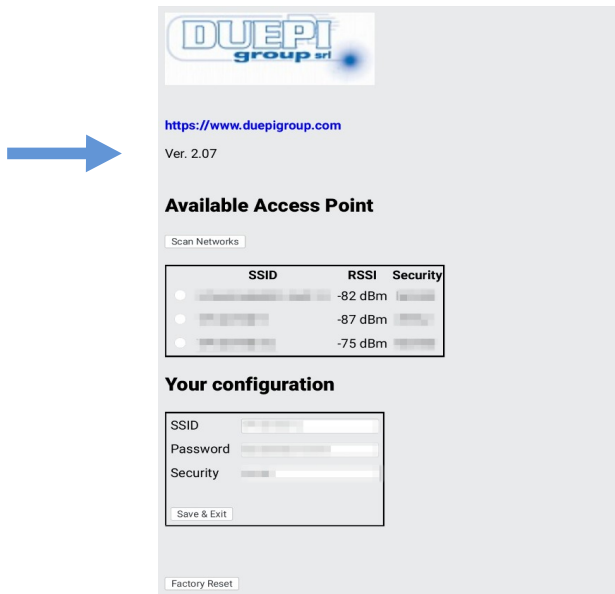 DUEPI
group srl
https://www.duepigroup.com
Ver. 2.07
Available Access Point
Scan Networks
SSID RSSI Security
-82 dBm
-87 dBm
-75 dBm
Your configuration
SSID
Password
Security
Save & Exit
Factory Reset